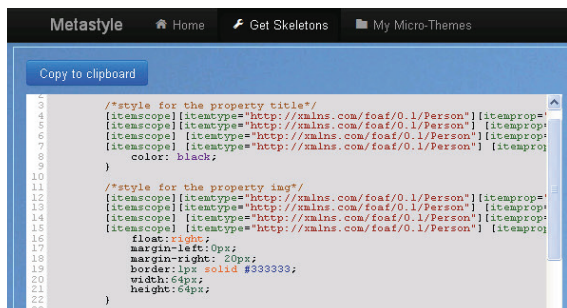 Metastyle Home Get Skeletons My Micro-Themes
Copy to clipboard
2
3 /*style for the property title*/
4 [itemscope][itemtype="http://xmlns.com/foaf/0.1/Person"][itemprop="
5 [itemscope][itemtype="http://xmlns.com/foaf/0.1/Person"] [itemprop=
6 [itemscope] [itemtype="http://xmlns.com/foaf/0.1/Person"][itemprop=
7 [itemscope] [itemtype="http://xmlns.com/foaf/0.1/Person"] [itemprop
8 color: black;
9 }
10
11 /*style for the property img*/
12 [itemscope][itemtype="http://xmlns.com/foaf/0.1/Person"][itemprop="
13 [itemscope][itemtype="http://xmlns.com/foaf/0.1/Person"] [itemprop=
14 [itemscope] [itemtype="http://xmlns.com/foaf/0.1/Person"][itemprop=
15 [itemscope] [itemtype="http://xmlns.com/foaf/0.1/Person"] [itemprop
16 float:right;
17 margin-left:0px;
18 margin-right: 20px;
19 border:1px solid #333333;
20 width:64px;
21 height:64px;
22 }